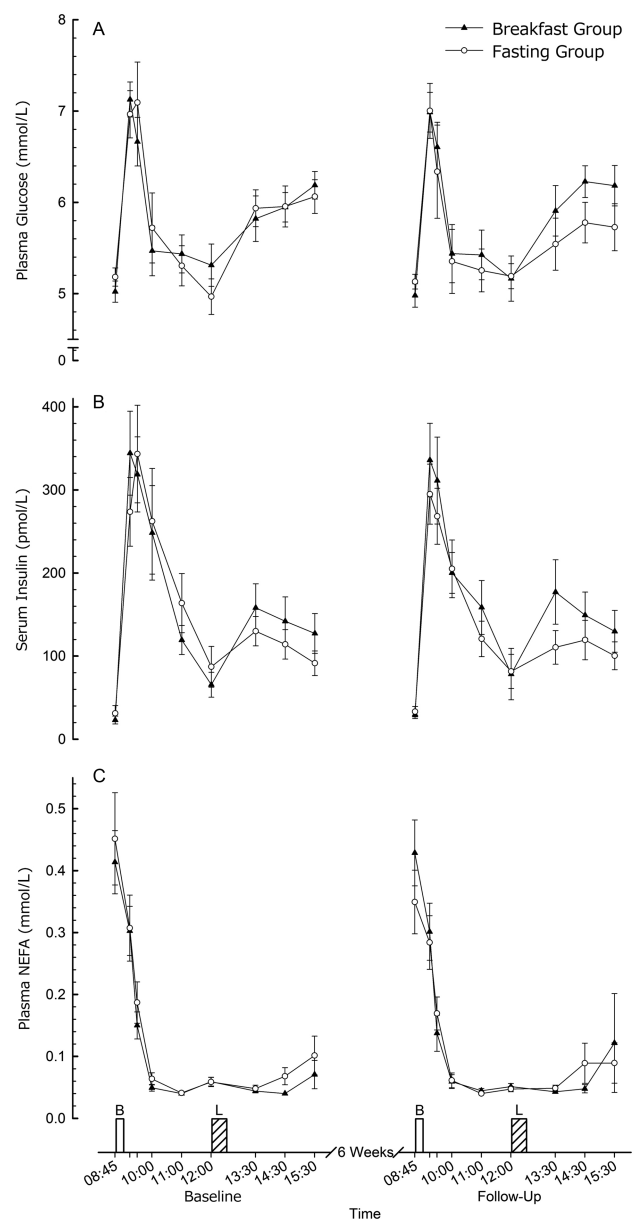 A
Breakfast Group
Fasting Group
Plasma Glucose (mmol/L)
8
7
6
5
0
B
Serum Insulin (pmol/L)
400
300
200
100
0
C
Plasma NEFA (mmol/L)
0.5
0.4
0.3
0.2
0.1
0.0
B L B L
6 Weeks
08:45 10:00 11:00 12:00 13:30 14:30 15:30 08:45 10:00 11:00 12:00 13:30 14:30 15:30
Baseline Follow-Up
Time